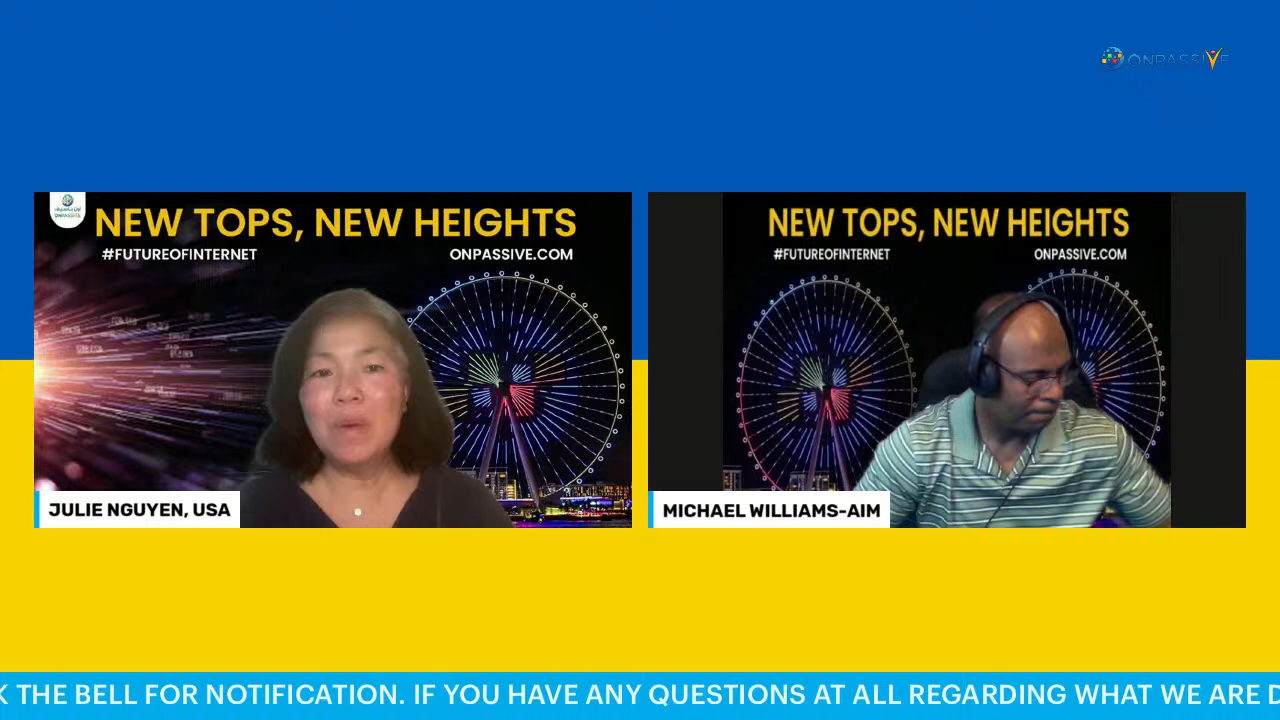 ONPASSIVE
NEW TOPS, NEW HEIGHTS
#FUTUREOFINTERNET
ONPASSIVE.COM
JULIE NGUYEN, USA
NEW TOPS, NEW HEIGHTS
#FUTUREOFINTERNET
ONPASSIVE.COM
MICHAEL WILLIAMS-AIM
K THE BELL FOR NOTIFICATION. IF YOU HAVE ANY QUESTIONS AT ALL REGARDING WHAT WE ARE D